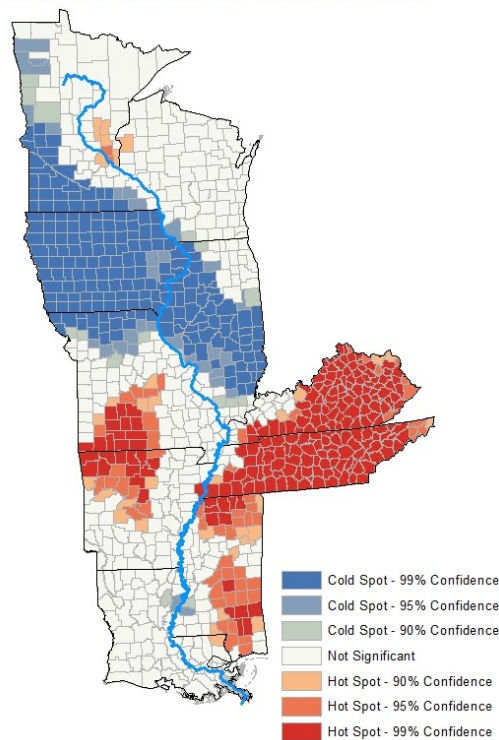 Cold Spot - 99% Confidence
Cold Spot - 95% Confidence
Cold Spot - 90% Confidence
Not Significant
Hot Spot - 90% Confidence
Hot Spot - 95% Confidence
Hot Spot - 99% Confidence